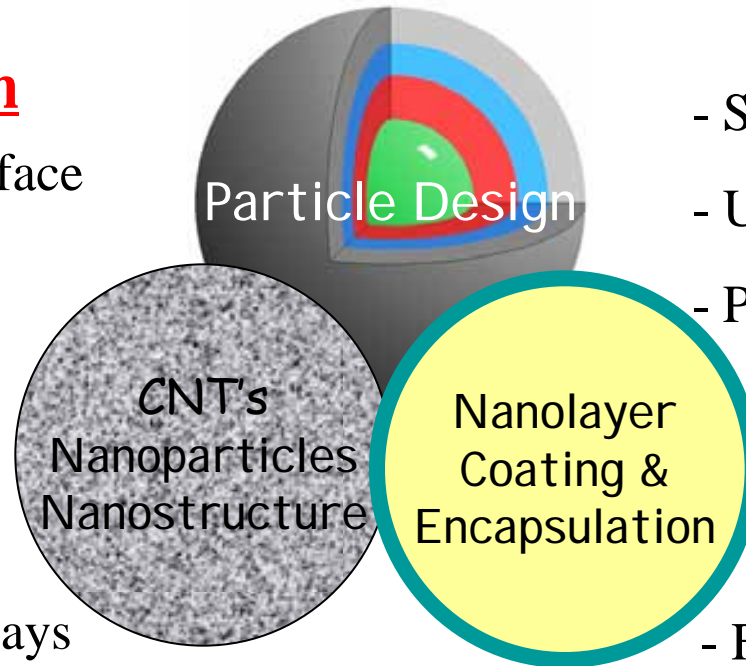 n
face
- S
Particle Design
- U
- P
CNT's
Nanoparticles
Nanostructure
Nanolayer
Coating &
Encapsulation
ays